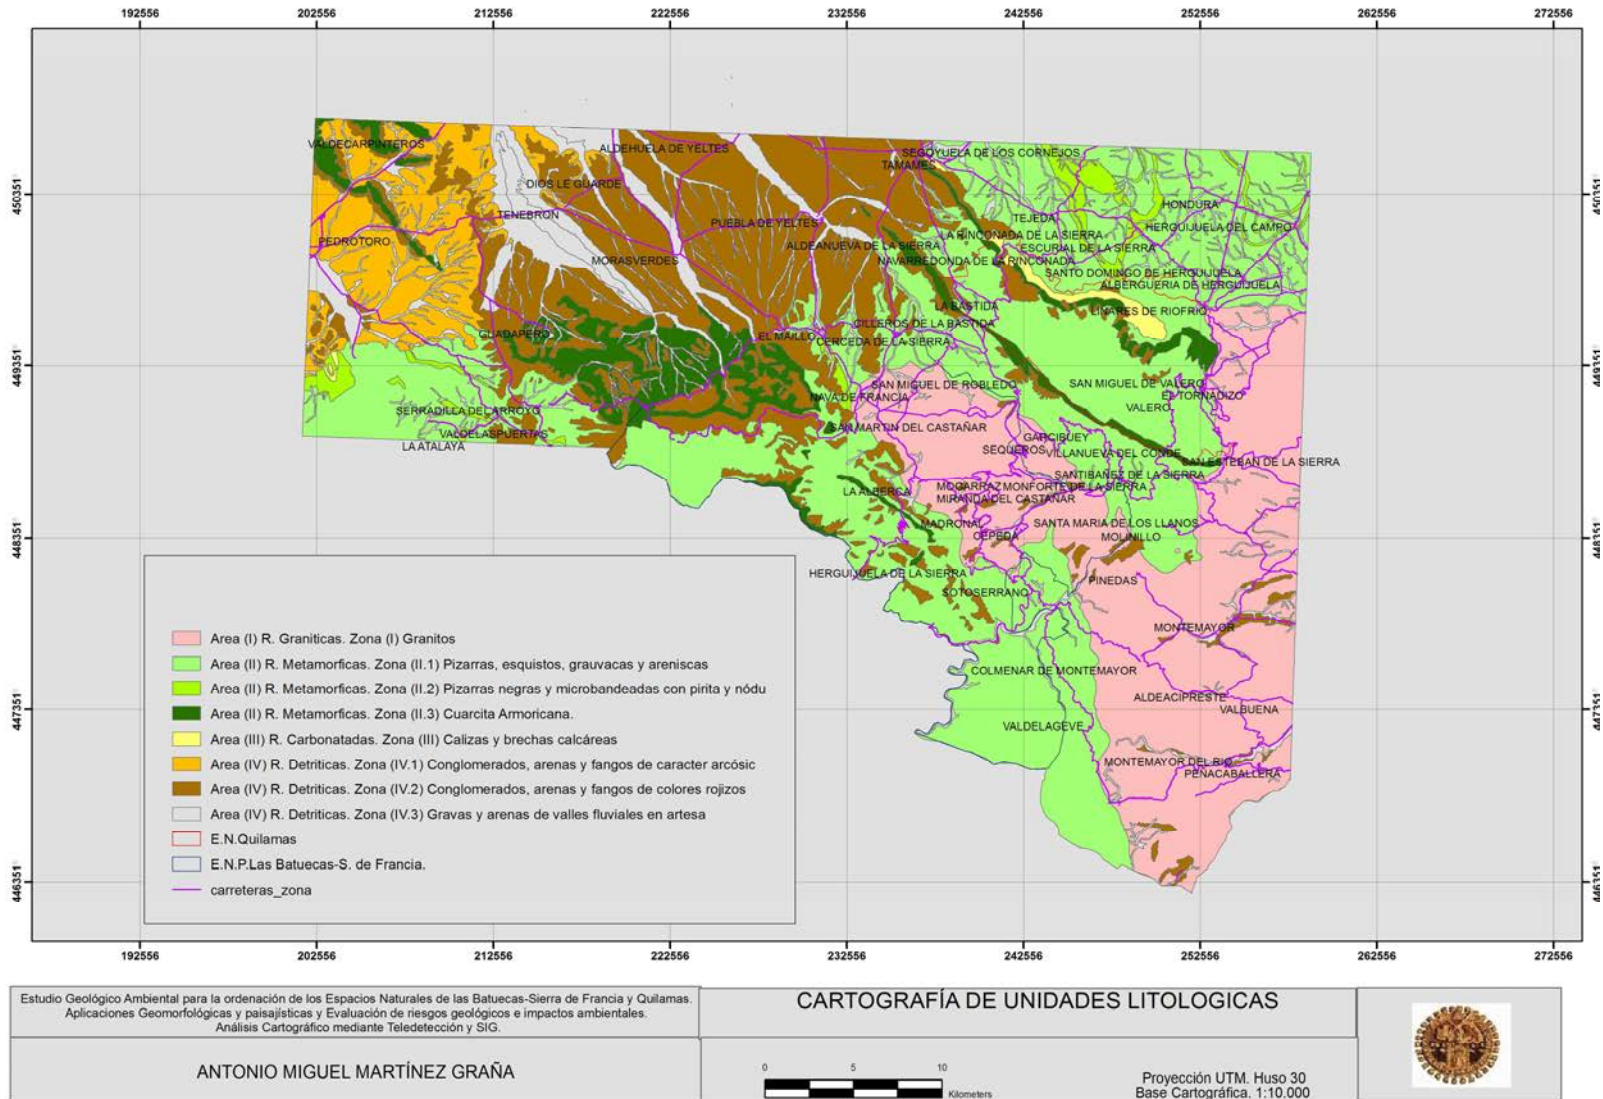 192556 202556 212556 222556 232556 242556 252556 262556 272556
VALDECARPINTEROS
ALDEHUELA DE YELTES
SEGOYUELA DE LOS CORNEJOS
TAMAMES
DIOS LE GUARDE
HONDURA
TENEBRON
PUEBLA DE YELTES
TEJEDA
HERGUIJUELA DEL CAMPO
PEDROTORO
ALDEANUEVA DE LA SIERRA
LA RINCONADA DE LA SIERRA
ESCURIAL DE LA SIERRA
MORASVERDES
NAVARREDONDA DE LA RINCONADA
SANTO DOMINGO DE HERGUIJUELA
ALBERGUERIA DE HERGUIJUELA
LA BASTIDA
LINARES DE RIOFRIO
GUADAPERO
EL MAILLO
CILLEROS DE LA BASTIDA
CERCEDA DE LA SIERRA
SAN MIGUEL DE ROBLEDO
SAN MIGUEL DE VALERO
NAVA DE FRANCIA
EL TORNADIZO
VALERO
SERRADILLA DEL ARROYO
SAN MARTIN DEL CASTAÑAR
VALDELASPUERTAS
GARCIBUEY
LA ATALAYA
SEQUEROS
VILLANUEVA DEL CONDE
SAN ESTEBAN DE LA SIERRA
SANTIBAÑEZ DE LA SIERRA
LA ALBERCA
MOGARRAZ
MONFORTE DE LA SIERRA
MIRANDA DEL CASTAÑAR
MADRONAL
SANTA MARIA DE LOS LLANOS
CEPEDA
MOLINILLO
HERGUIJUELA DE LA SIERRA
PINEDAS
SOTOSERRANO
MONTEMAYOR
COLMENAR DE MONTEMAYOR
ALDEACIPRESTE
VALBUENA
VALDELAGEVE
MONTEMAYOR DEL RIO
PEÑACABALLERA
Area (I) R. Graniticas. Zona (I) Granitos
Area (II) R. Metamorficas. Zona (II.1) Pizarras, esquistos, grauvacas y areniscas
Area (II) R. Metamorficas. Zona (II.2) Pizarras negras y microbandeadas con pirita y nódu
Area (II) R. Metamorficas. Zona (II.3) Cuarcita Armoricana.
Area (III) R. Carbonatadas. Zona (III) Calizas y brechas calcáreas
Area (IV) R. Detriticas. Zona (IV.1) Conglomerados, arenas y fangos de caracter arcósic
Area (IV) R. Detriticas. Zona (IV.2) Conglomerados, arenas y fangos de colores rojizos
Area (IV) R. Detriticas. Zona (IV.3) Gravas y arenas de valles fluviales en artesa
E.N.Quilamas
E.N.P.Las Batuecas-S. de Francia.
carreteras_zona
192556 202556 212556 222556 232556 242556 252556 262556 272556
Estudio Geológico Ambiental para la ordenación de los Espacios Naturales de las Batuecas-Sierra de Francia y Quilamas.
Aplicaciones Geomorfológicas y paisajísticas y Evaluación de riesgos geológicos e impactos ambientales.
Análisis Cartográfico mediante Teledetección y SIG.
ANTONIO MIGUEL MARTÍNEZ GRAÑA
CARTOGRAFÍA DE UNIDADES LITOLOGICAS
0 5 10
Kilometers
Proyección UTM. Huso 30
Base Cartográfica. 1:10.000